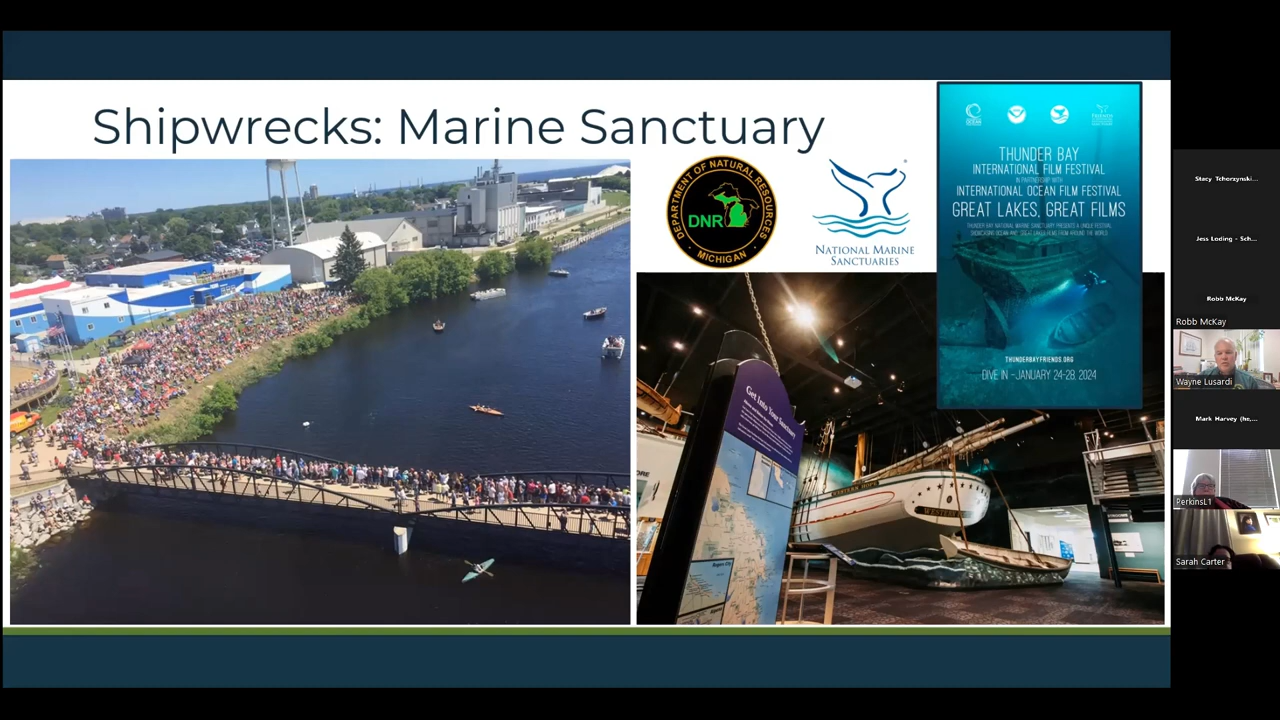 Shipwrecks: Marine Sanctuary
DEPARTMENT OF NATURAL RESOURCES
DNR
MICHIGAN
NATIONAL MARINE
SANCTUARIES
THUNDER BAY
INTERNATIONAL FILM FESTIVAL
IN PARTNERSHIP WITH
INTERNATIONAL OCEAN FILM FESTIVAL
GREAT LAKES, GREAT FILMS
THUNDERBAYFRIENDS.ORG
DIVE IN - JANUARY 24-28, 2024
Get Into Your Sanctuary
Stacy Tchorzynski...
Jess Loding - Sch...
Robb McKay
Robb McKay
Wayne Lusardi
Mark Harvey (he,...
PerkinsL1
Sarah Carter